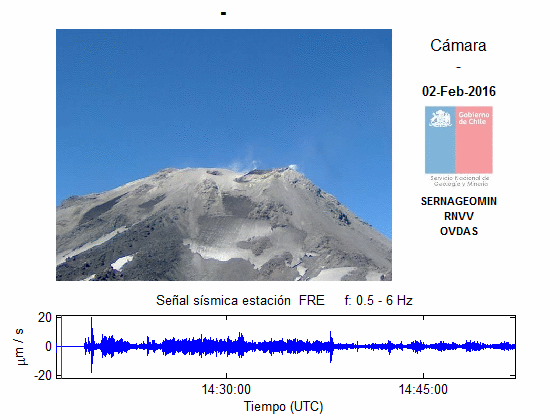 -
Cámara
-
02-Feb-2016
Gobierno
de Chile
Servicio Nacional de
Geología y Minería
SERNAGEOMIN
RNVV
OVDAS
Señal sísmica estación FRE f: 0.5 - 6 Hz
20
0
-20
µm / s
14:30:00 14:45:00
Tiempo (UTC)